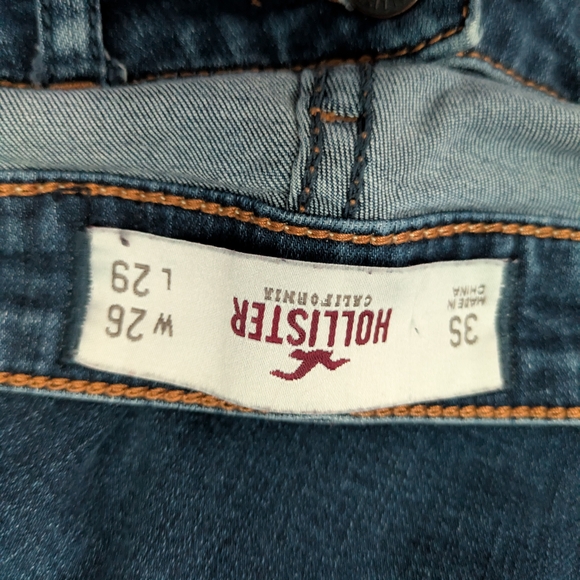 3S
MADE IN
CHINA
HOLLISTER
CALIFORNIA
W 26
L 29